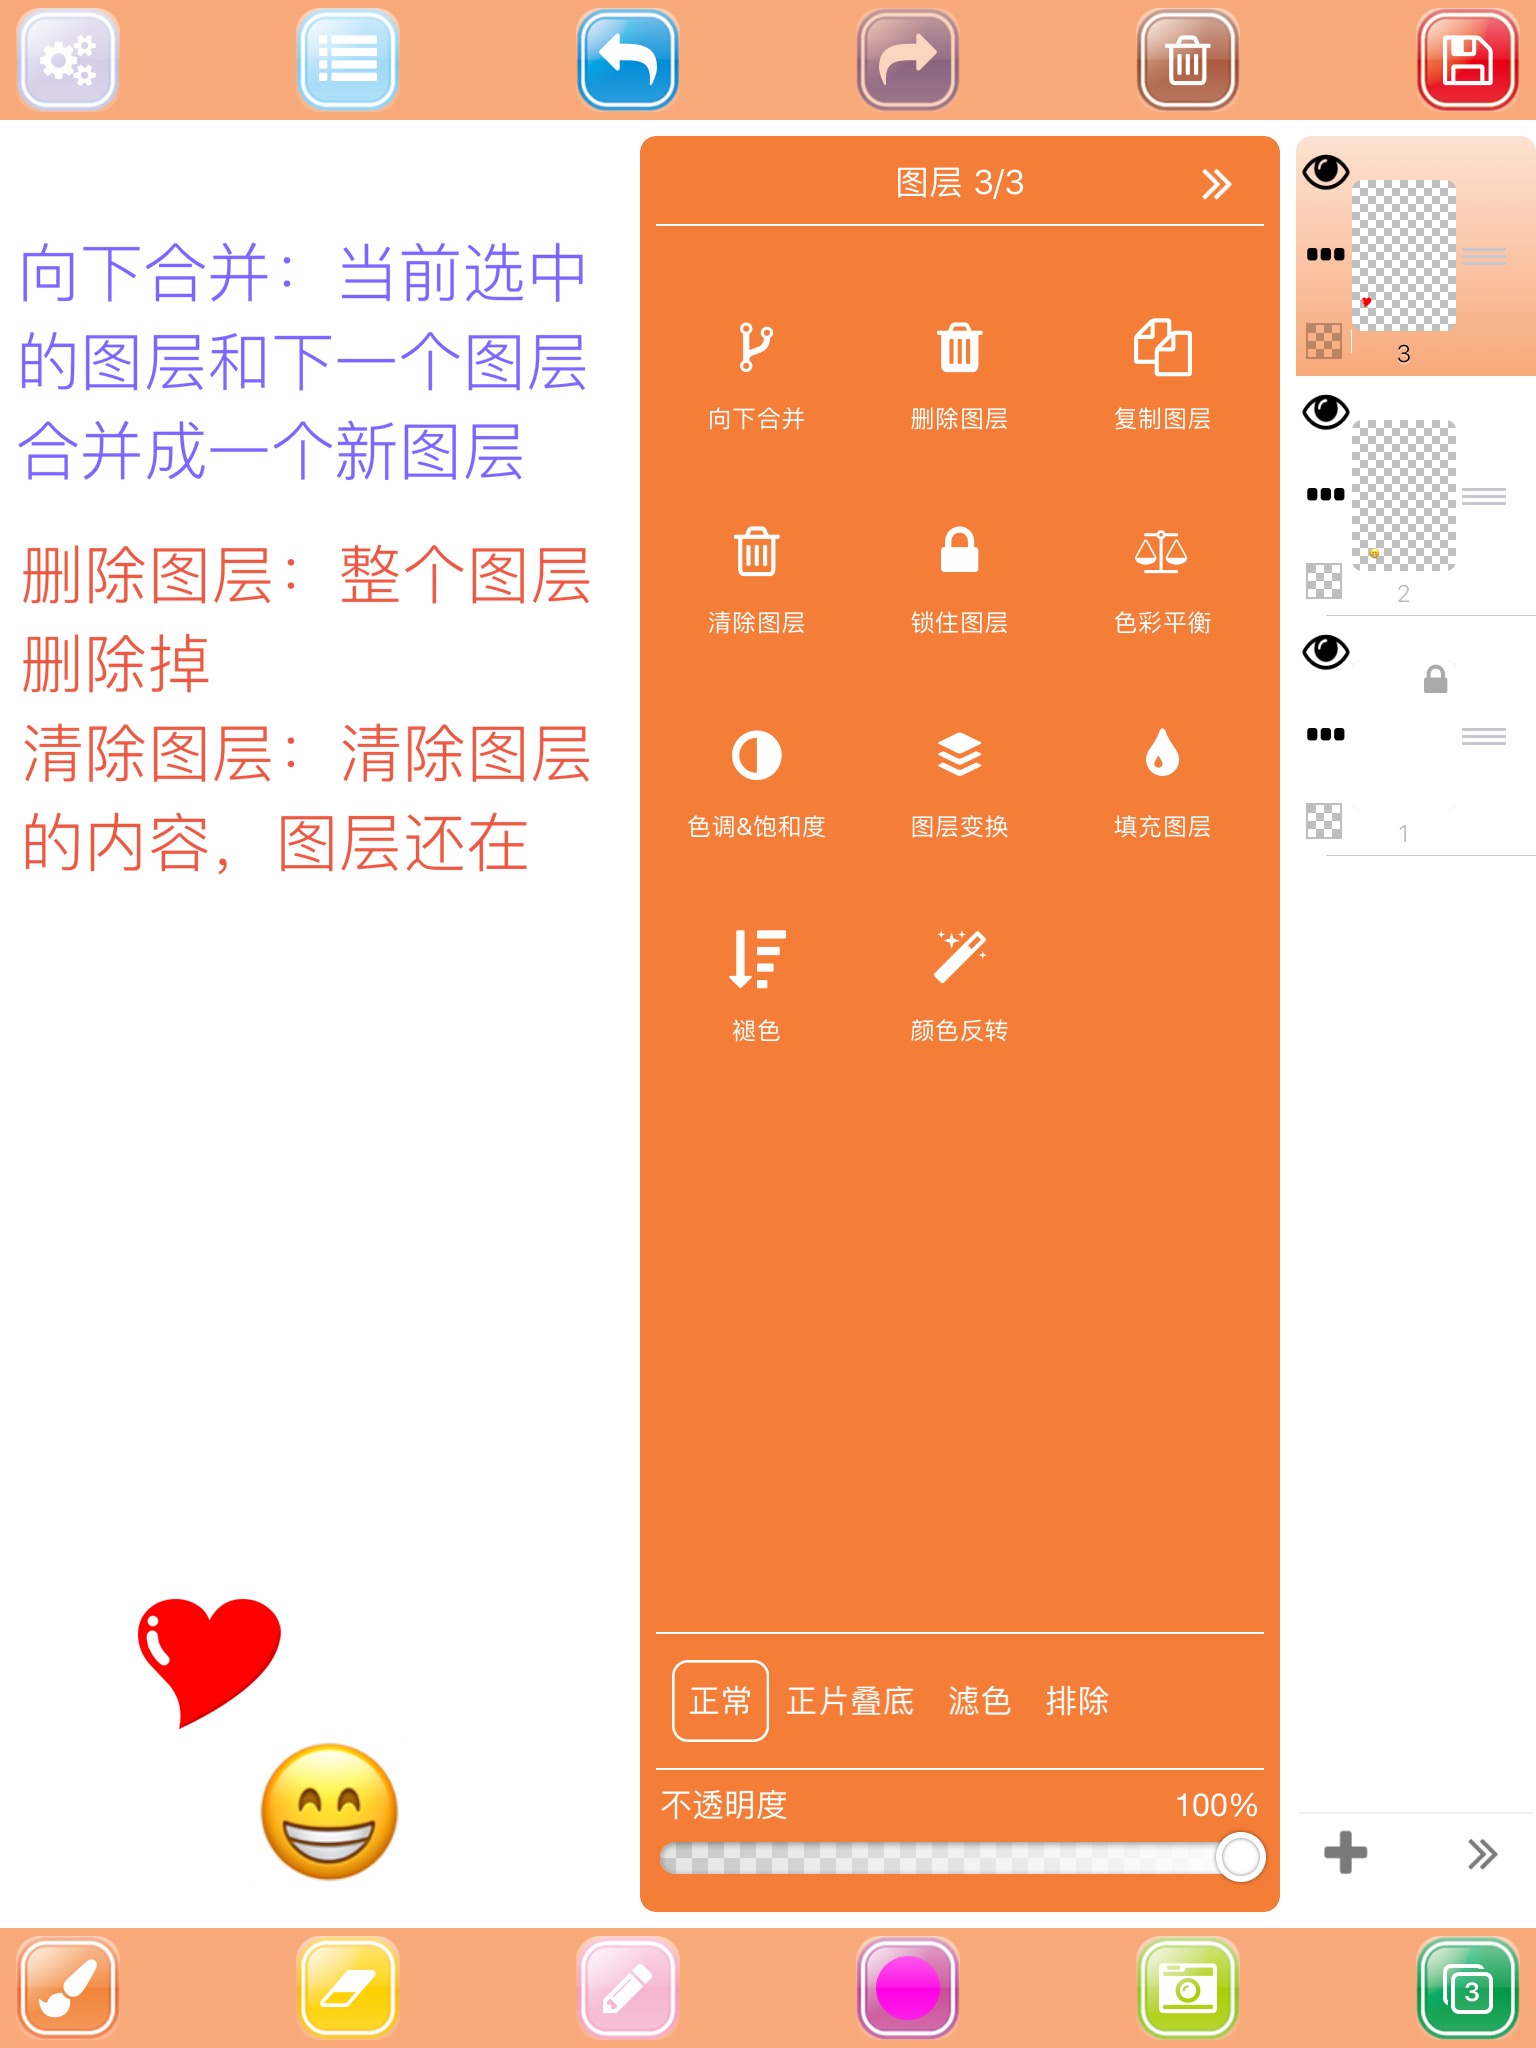 向下合并：当前选中
的图层和下一个图层
合并成一个新图层
删除图层：整个图层
删除掉
清除图层：清除图层
的内容，图层还在
图层 3/3
向下合并 删除图层 复制图层
清除图层 锁住图层 色彩平衡
色调&饱和度 图层变换 填充图层
褪色 颜色反转
正常 正片叠底 滤色 排除
不透明度 100%
3
2
1
3